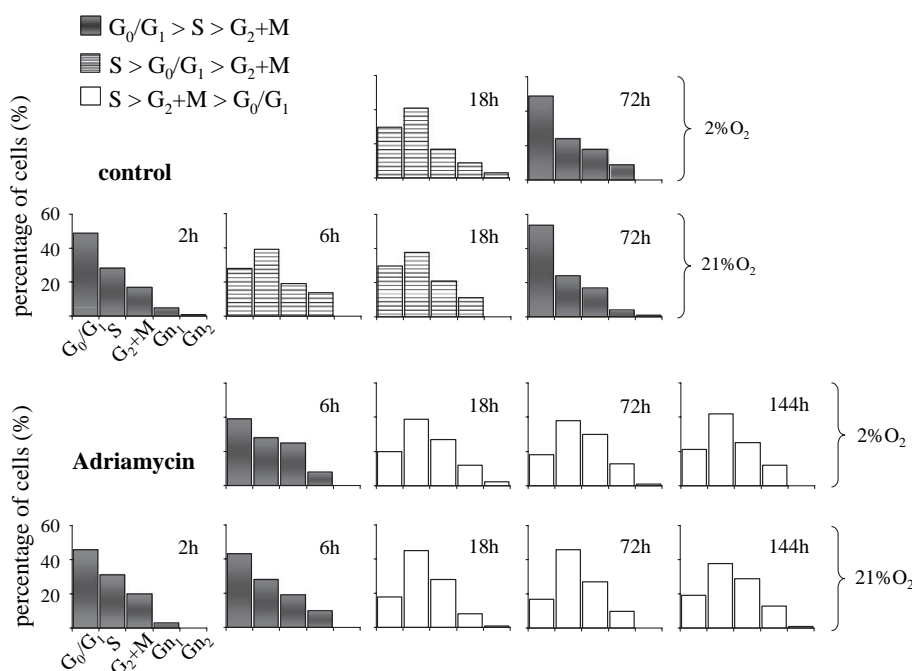 G₀/G₁ > S > G₂+M
S > G₀/G₁ > G₂+M
S > G₂+M > G₀/G₁
percentage of cells (%)
control
18h
72h
2%O₂
60
40
20
2h
6h
18h
72h
21%O₂
G₀/G₁
S
G₂+M
Gn₁
Gn₂
percentage of cells (%)
Adriamycin
6h
18h
72h
144h
2%O₂
60
40
20
2h
6h
18h
72h
144h
21%O₂
G₀/G₁
S
G₂+M
Gn₁
Gn₂